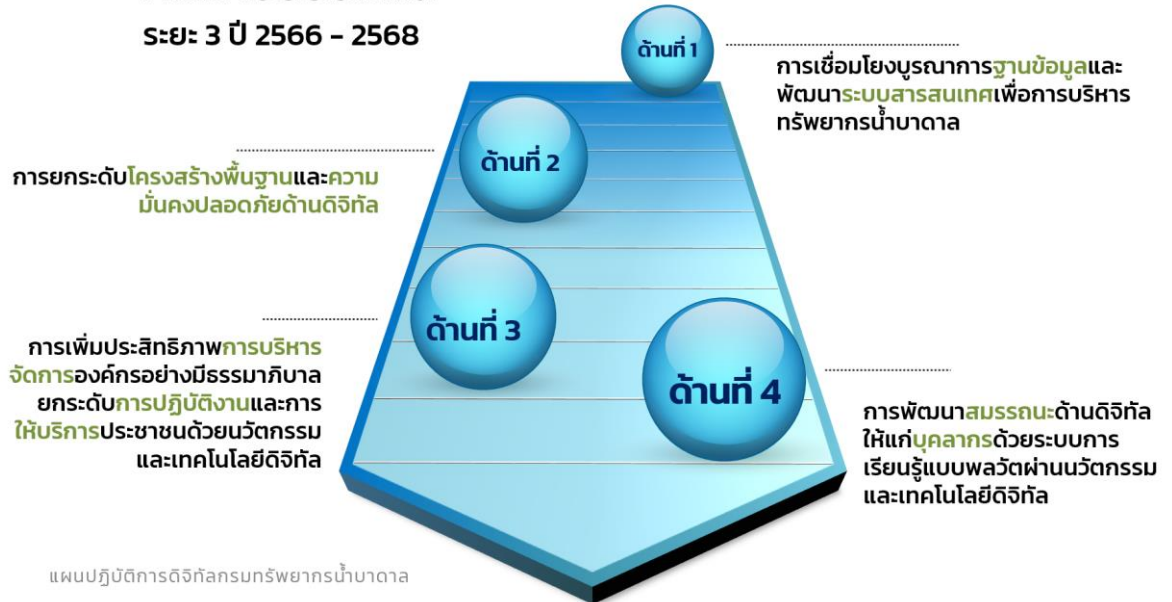 ระยะ 3 ปี 2566 - 2568
ด้านที่ 1
การเชื่อมโยงบูรณาการฐานข้อมูลและ
พัฒนาระบบสารสนเทศเพื่อการบริหาร
ทรัพยากรน้ำบาดาล
ด้านที่ 2
การยกระดับโครงสร้างพื้นฐานและความ
มั่นคงปลอดภัยด้านดิจิทัล
ด้านที่ 3
การเพิ่มประสิทธิภาพการบริหาร
จัดการองค์กรอย่างมีธรรมาภิบาล
ยกระดับการปฏิบัติงานและการ
ให้บริการประชาชนด้วยนวัตกรรม
และเทคโนโลยีดิจิทัล
ด้านที่ 4
การพัฒนาสมรรถนะด้านดิจิทัล
ให้แก่บุคลากรด้วยระบบการ
เรียนรู้แบบพลวัตผ่านนวัตกรรม
และเทคโนโลยีดิจิทัล
แผนปฏิบัติการดิจิทัลกรมทรัพยากรน้ำบาดาล